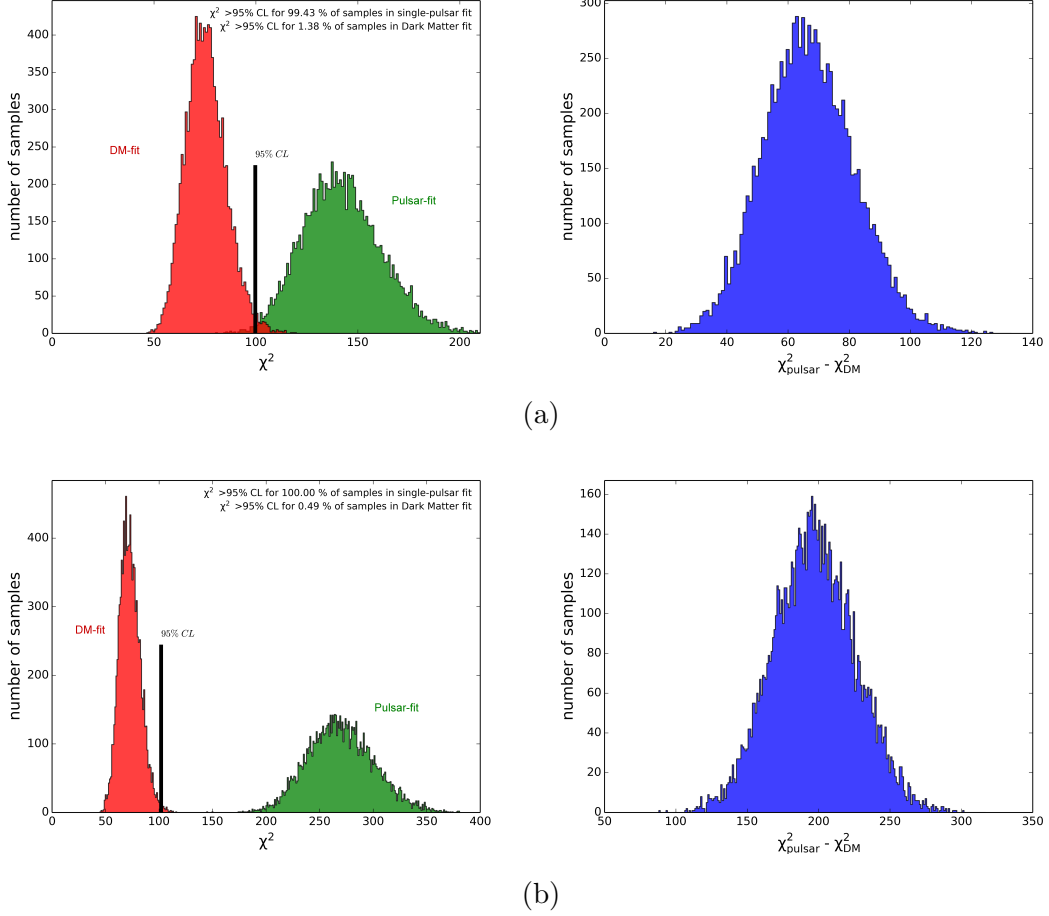 χ² >95% CL for 99.43 % of samples in single-pulsar fit
χ² >95% CL for 1.38 % of samples in Dark Matter fit
number of samples
400
350
300
250
200
150
100
50
0
DM-fit
95% CL
Pulsar-fit
0 50 100 150 200
χ²
number of samples
300
250
200
150
100
50
0
0 20 40 60 80 100 120 140
χ²pulsar - χ²DM
(a)
χ² >95% CL for 100.00 % of samples in single-pulsar fit
χ² >95% CL for 0.49 % of samples in Dark Matter fit
number of samples
400
300
200
100
0
DM-fit
95% CL
Pulsar-fit
0 50 100 150 200 250 300 350 400
χ²
number of samples
160
140
120
100
80
60
40
20
0
50 100 150 200 250 300 350
χ²pulsar - χ²DM
(b)